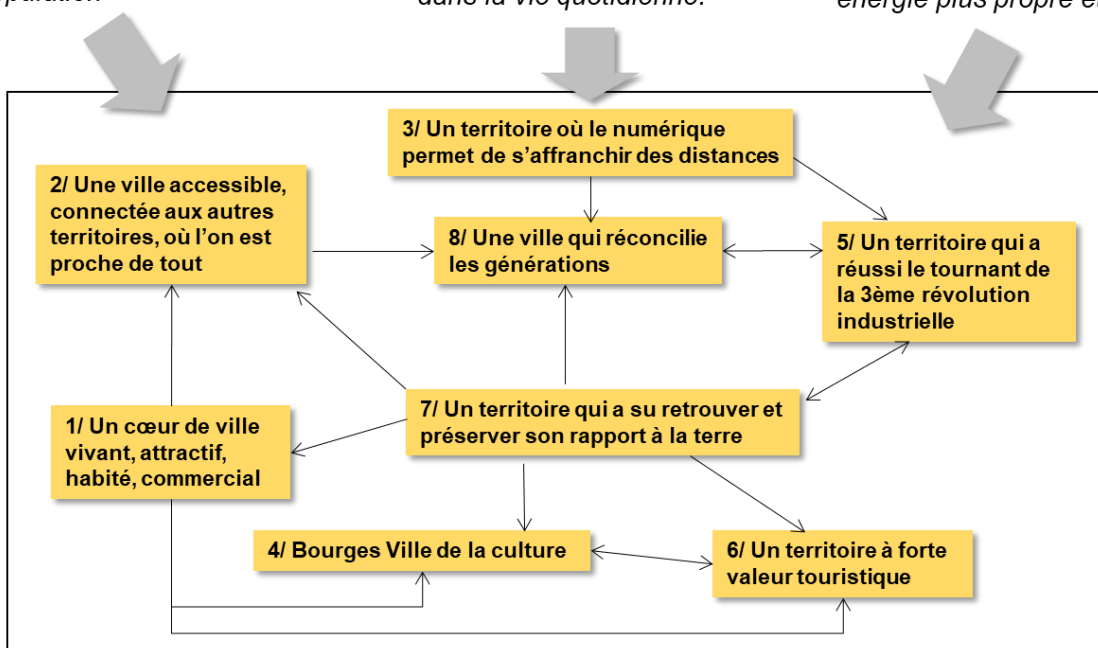 dans la vie quotidienne.
3/ Un territoire où le numérique
permet de s’affranchir des distances
2/ Une ville accessible,
connectée aux autres
territoires, où l’on est
proche de tout
8/ Une ville qui réconcilie
les générations
5/ Un territoire qui a
réussi le tournant de
la 3ème révolution
industrielle
7/ Un territoire qui a su retrouver et
préserver son rapport à la terre
1/ Un cœur de ville
vivant, attractif,
habité, commercial
4/ Bourges Ville de la culture
6/ Un territoire à forte
valeur touristique